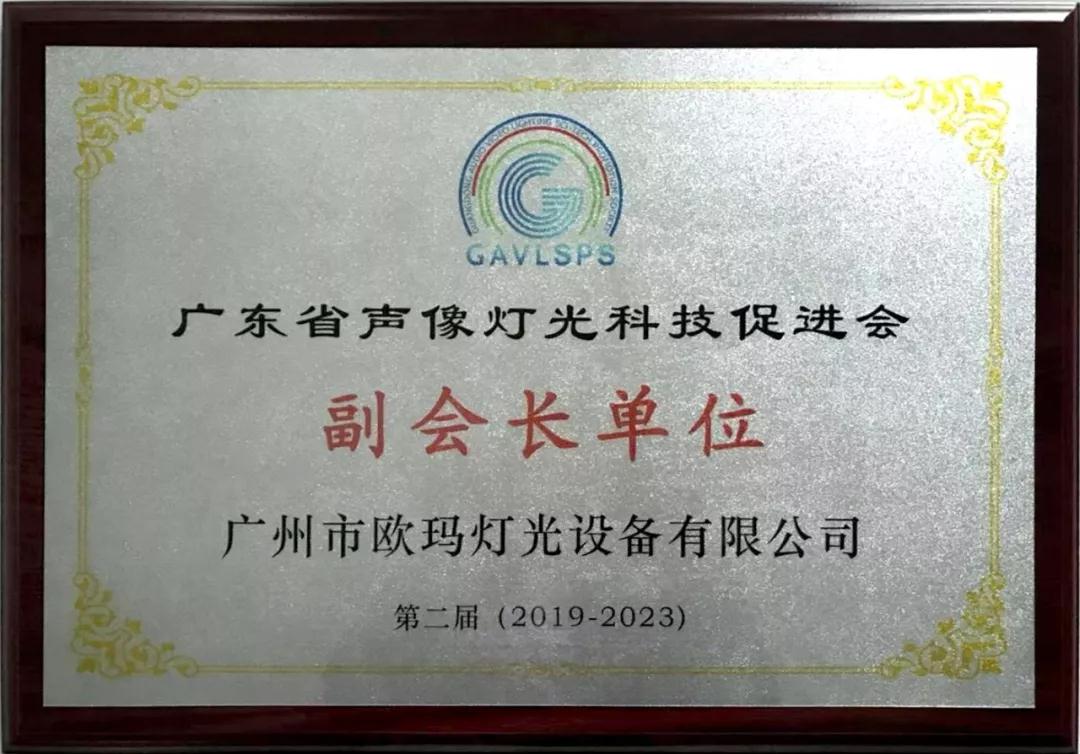 GAVLSPS
广东省声像灯光科技促进会
副会长单位
广州市欧玛灯光设备有限公司
第二届(2019-2023)